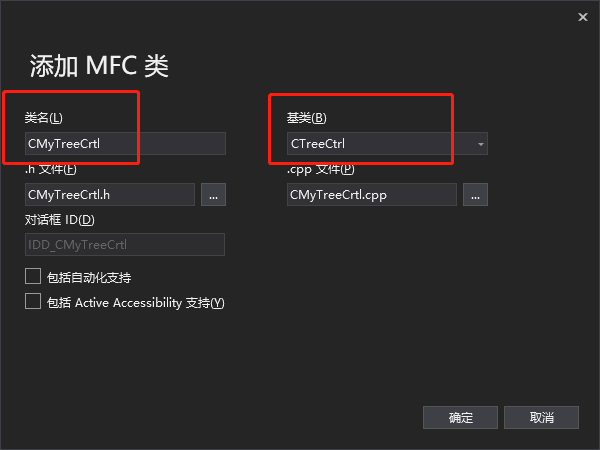 添加 MFC 类
类名(L) 基类(B)
CMyTreeCrtl CTreeCtrl
.h 文件(F) .cpp 文件(P)
CMyTreeCrtl.h ... CMyTreeCrtl.cpp ...
对话框 ID(D)
IDD_CMyTreeCrtl
包括自动化支持
包括 Active Accessibility 支持(Y)
确定 取消